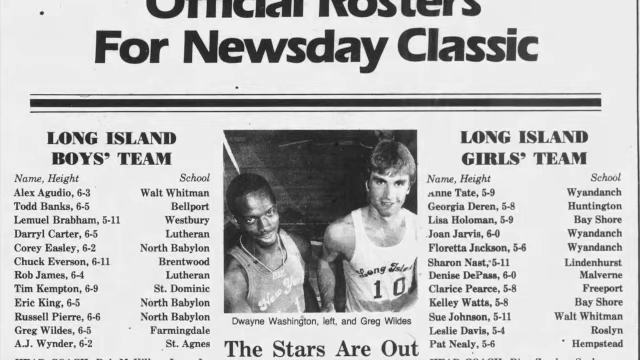 Official Rosters
For Newsday Classic
LONG ISLAND
BOYS' TEAM
Name, Height School
Alex Agudio, 6-3 Walt Whitman
Todd Banks, 6-5 Bellport
Lemuel Brabham, 5-11 Westbury
Darryl Carter, 6-5 Lutheran
Corey Easley, 6-2 North Babylon
Chuck Everson, 6-11 Brentwood
Rob James, 6-4 Lutheran
Tim Kempton, 6-9 St. Dominic
Eric King, 6-5 North Babylon
Russell Pierre, 6-6 North Babylon
Greg Wildes, 6-5 Farmingdale
A.J. Wynder, 6-2 St. Agnes
HEAD COACH:
New York
Long Island
10
Dwayne Washington, left, and Greg Wildes
The Stars Are Out
LONG ISLAND
GIRLS' TEAM
Name, Height School
Anne Tate, 5-9 Wyandanch
Georgia Deren, 5-8 Huntington
Lisa Holoman, 5-9 Bay Shore
Joan Jarvis, 6-0 Wyandanch
Floretta Jackson, 5-6 Wyandanch
Sharon Nast, 5-11 Lindenhurst
Denise DePass, 6-0 Malverne
Clarice Pearce, 5-8 Freeport
Kelley Watts, 5-8 Bay Shore
Sue Johnson, 5-11 Walt Whitman
Leslie Davis, 5-4 Roslyn
Pat Nealy, 5-6 Hempstead
HEAD COACH: